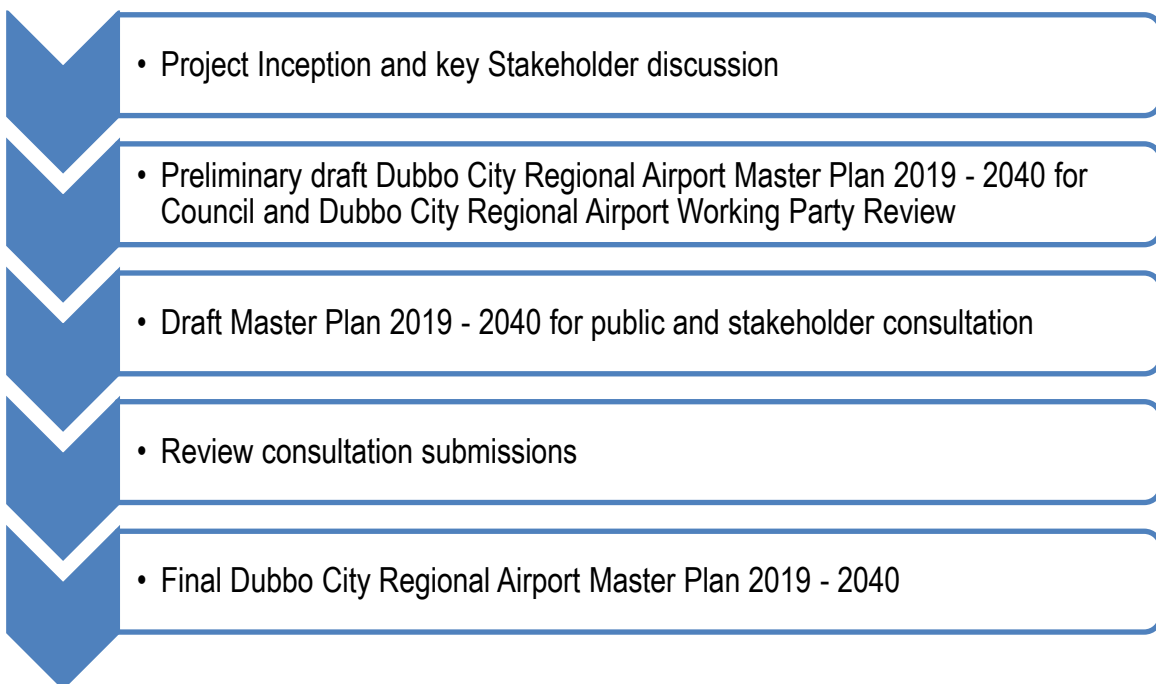 • Project Inception and key Stakeholder discussion
• Preliminary draft Dubbo City Regional Airport Master Plan 2019 - 2040 for
Council and Dubbo City Regional Airport Working Party Review
• Draft Master Plan 2019 - 2040 for public and stakeholder consultation
• Review consultation submissions
• Final Dubbo City Regional Airport Master Plan 2019 - 2040